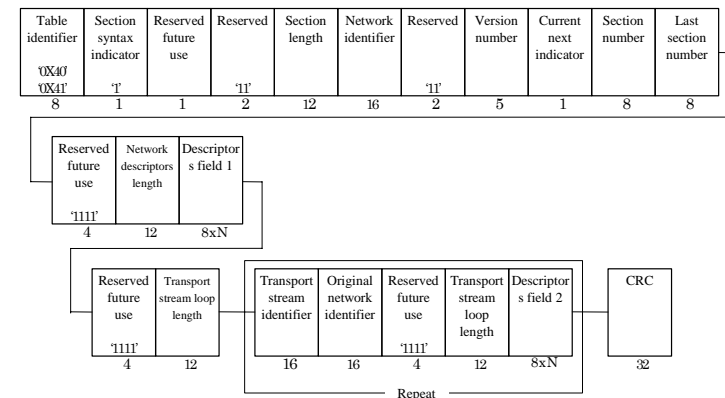 Table
identifier
‘0X40’
‘0X41’
8
Section
syntax
indicator
‘1’
1
Reserved
future
use
1
Reserved
‘11’
2
Section
length
12
Network
identifier
16
Reserved
‘11’
2
Version
number
5
Current
next
indicator
1
Section
number
8
Last
section
number
8
Reserved
future
use
‘1111’
4
Network
descriptors
length
12
Descriptor
s field 1
8xN
Reserved
future
use
‘1111’
4
Transport
stream loop
length
12
Transport
stream
identifier
16
Original
network
identifier
16
Reserved
future
use
‘1111’
4
Transport
stream
loop
length
12
Descriptor
s field 2
8xN
CRC
32
Repeat